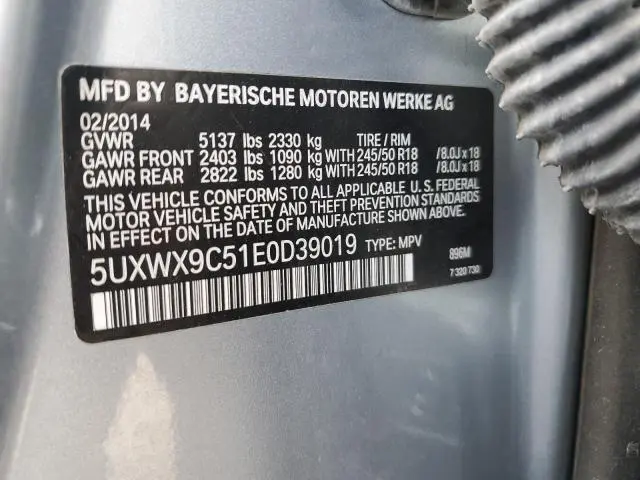 MFD BY BAYERISCHE MOTOREN WERKE AG
02/2014
GVWR 5137 lbs 2330 kg TIRE / RIM
GAWR FRONT 2403 lbs 1090 kg WITH 245/50 R18 /8.0J x 18
GAWR REAR 2822 lbs 1280 kg WITH 245/50 R18 /8.0J x 18
THIS VEHICLE CONFORMS TO ALL APPLICABLE U.S. FEDERAL
MOTOR VEHICLE SAFETY, BUMPER, AND THEFT PREVENTION
STANDARDS IN EFFECT ON THE DATE OF MANUFACTURE SHOWN ABOVE.
5UXWX9C51E0D39019 TYPE: MPV 896M
7 320 730